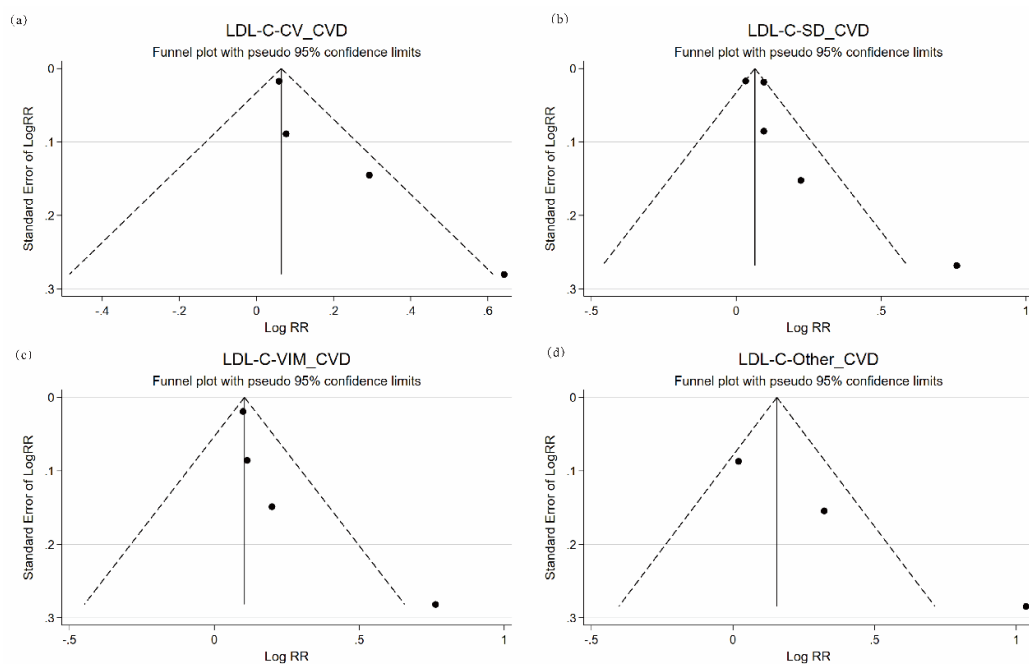 (a)
LDL-C-CV_CVD
Funnel plot with pseudo 95% confidence limits
Standard Error of LogRR
0
.1
.2
.3
-.4
-.2
0
.2
.4
.6
Log RR
(b)
LDL-C-SD_CVD
Funnel plot with pseudo 95% confidence limits
Standard Error of LogRR
0
.1
.2
.3
-.5
0
.5
1
Log RR
(c)
LDL-C-VIM_CVD
Funnel plot with pseudo 95% confidence limits
Standard Error of LogRR
0
.1
.2
.3
-.5
0
.5
1
Log RR
(d)
LDL-C-Other_CVD
Funnel plot with pseudo 95% confidence limits
Standard Error of LogRR
0
.1
.2
.3
-.5
0
.5
1
Log RR